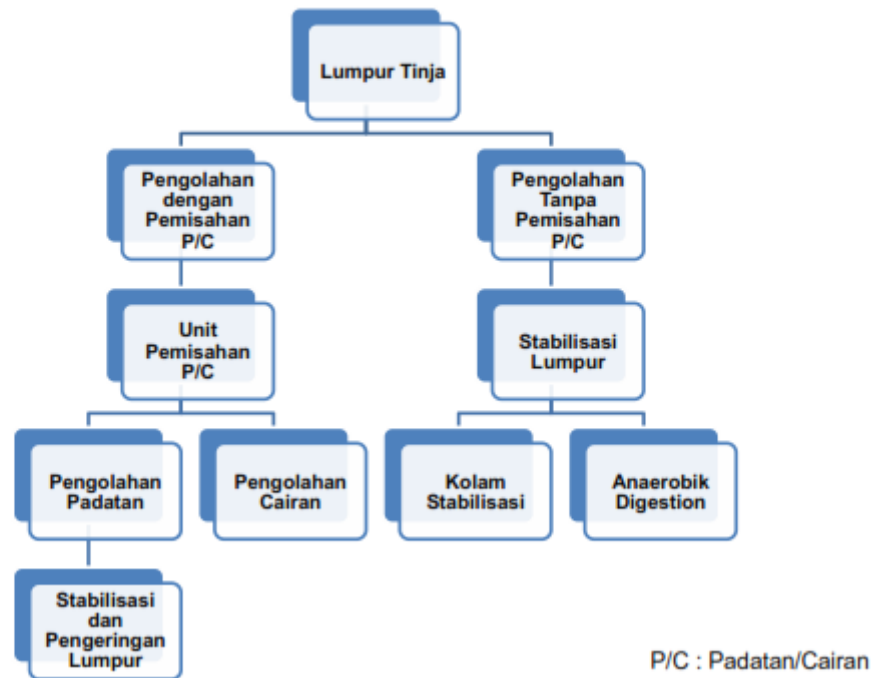 Lumpur Tinja
Pengolahan
dengan
Pemisahan
P/C
Pengolahan
Tanpa
Pemisahan
P/C
Unit
Pemisahan
P/C
Stabilisasi
Lumpur
Pengolahan
Padatan
Pengolahan
Cairan
Kolam
Stabilisasi
Anaerobik
Digestion
Stabilisasi
dan
Pengeringan
Lumpur
P/C : Padatan/Cairan